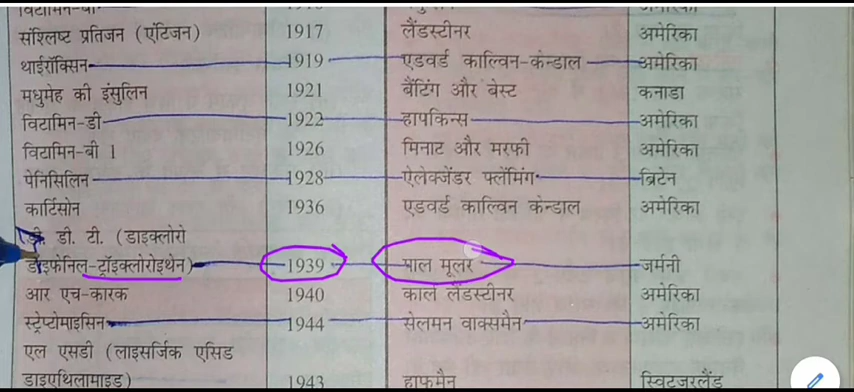 विटामिन-बी
संश्लिष्ट प्रतिजन (एंटिजन) 1917 लैंडस्टीनर अमेरिका
थाईरॉक्सिन 1919 एडवर्ड काल्विन-केन्डाल अमेरिका
मधुमेह की इंसुलिन 1921 बैंटिंग और बेस्ट कनाडा
विटामिन-डी 1922 हापकिन्स अमेरिका
विटामिन-बी 1 1926 मिनाट और मरफी अमेरिका
पेनिसिलिन 1928 ऐलेक्जेंडर फ्लेमिंग ब्रिटेन
कार्टिसोन 1936 एडवर्ड काल्विन केन्डाल अमेरिका
डी. डी. टी. (डाइक्लोरो
डाइफेनिल-ट्रॉइक्लोरोइथेन) 1939 पाल मूलर जर्मनी
आर एच-कारक 1940 कार्ल लैंडस्टीनर अमेरिका
स्ट्रेप्टोमाइसिन 1944 सेलमन वाक्समैन अमेरिका
एल एसडी (लाइसर्जिक एसिड
डाइएथिलामाइड) 1943 हाफमैन स्विटजरलैंड